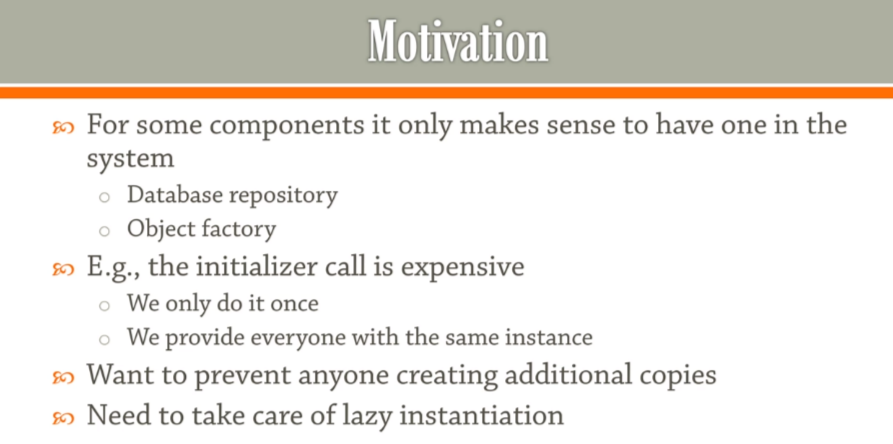 Motivation
For some components it only makes sense to have one in the
system
Database repository
Object factory
E.g., the initializer call is expensive
We only do it once
We provide everyone with the same instance
Want to prevent anyone creating additional copies
Need to take care of lazy instantiation